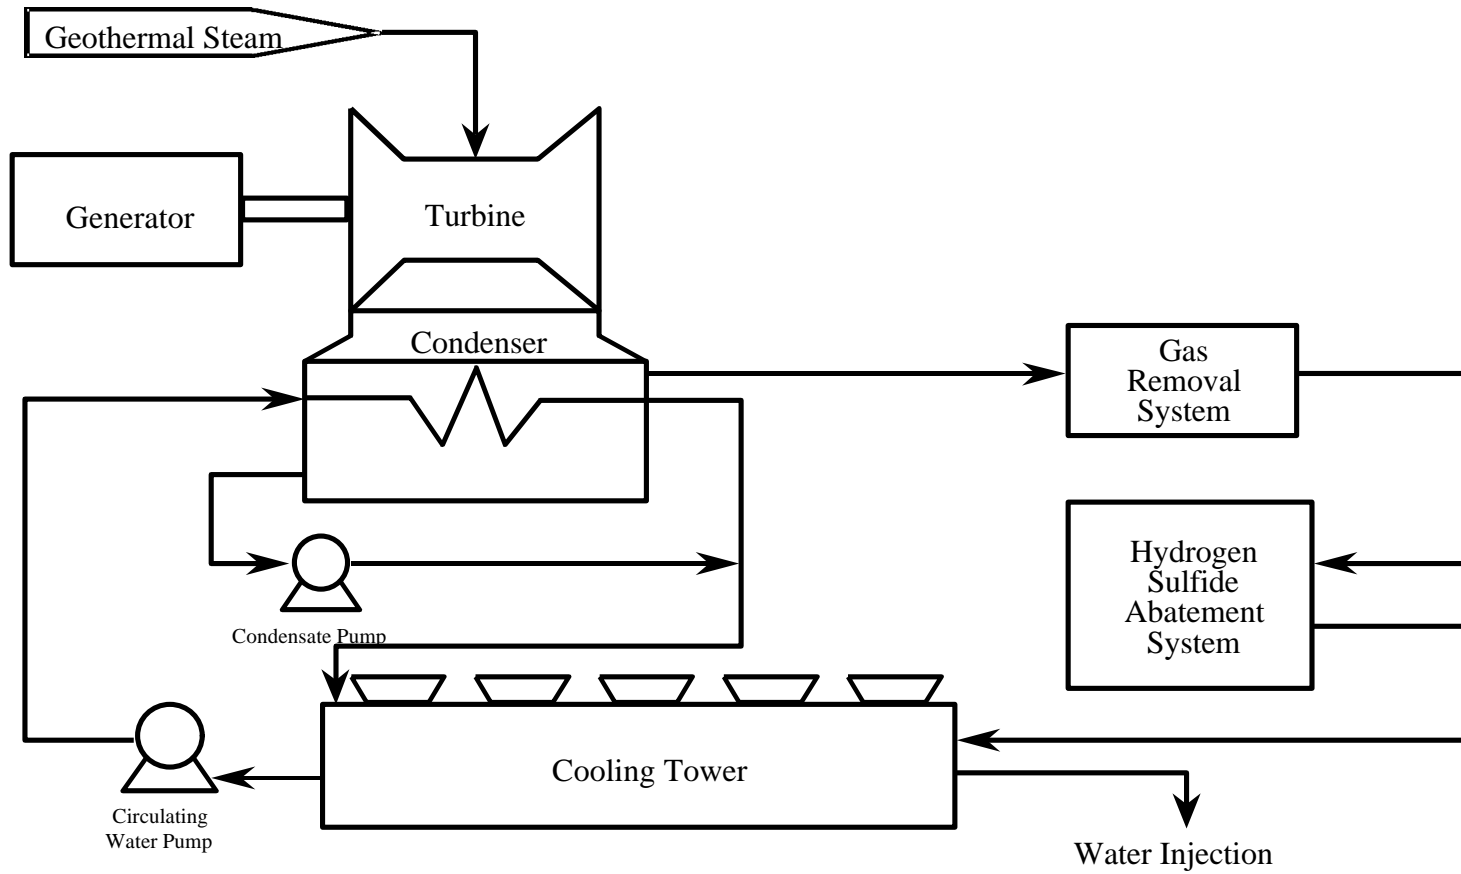 Geothermal Steam
Generator
Turbine
Condenser
Gas
Removal
System
Hydrogen
Sulfide
Abatement
System
Condensate Pump
Cooling Tower
Circulating
Water Pump
Water Injection